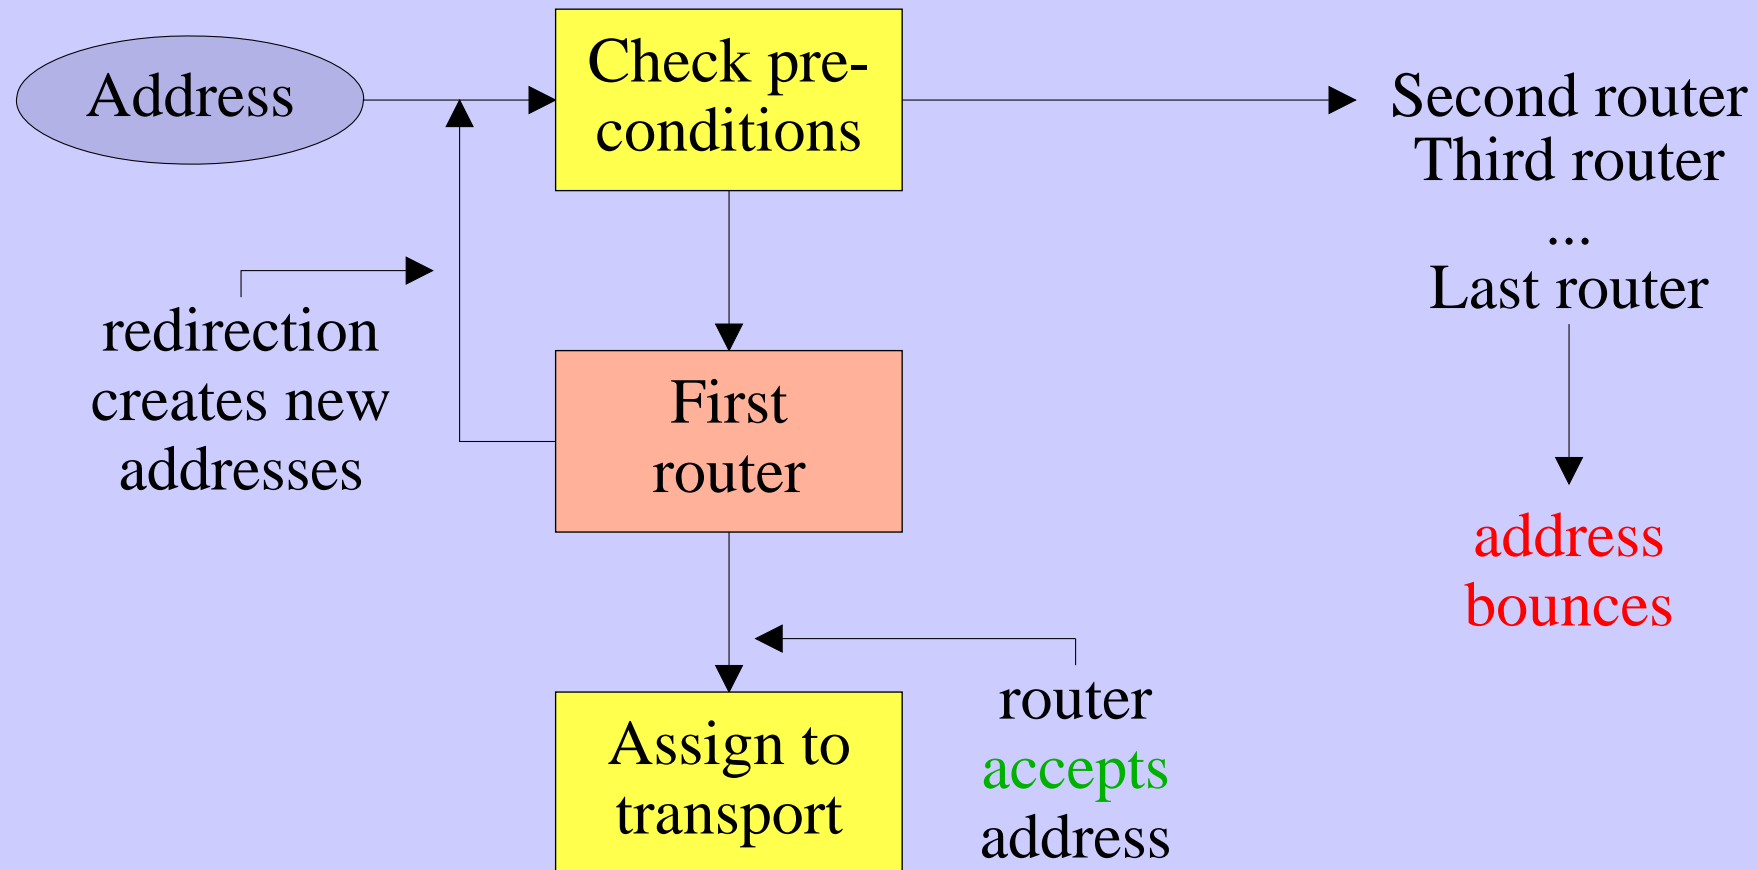 Address
Check pre-
conditions
Second router
Third router
...
Last router
redirection
creates new
addresses
First
router
address
bounces
router
accepts
address
Assign to
transport